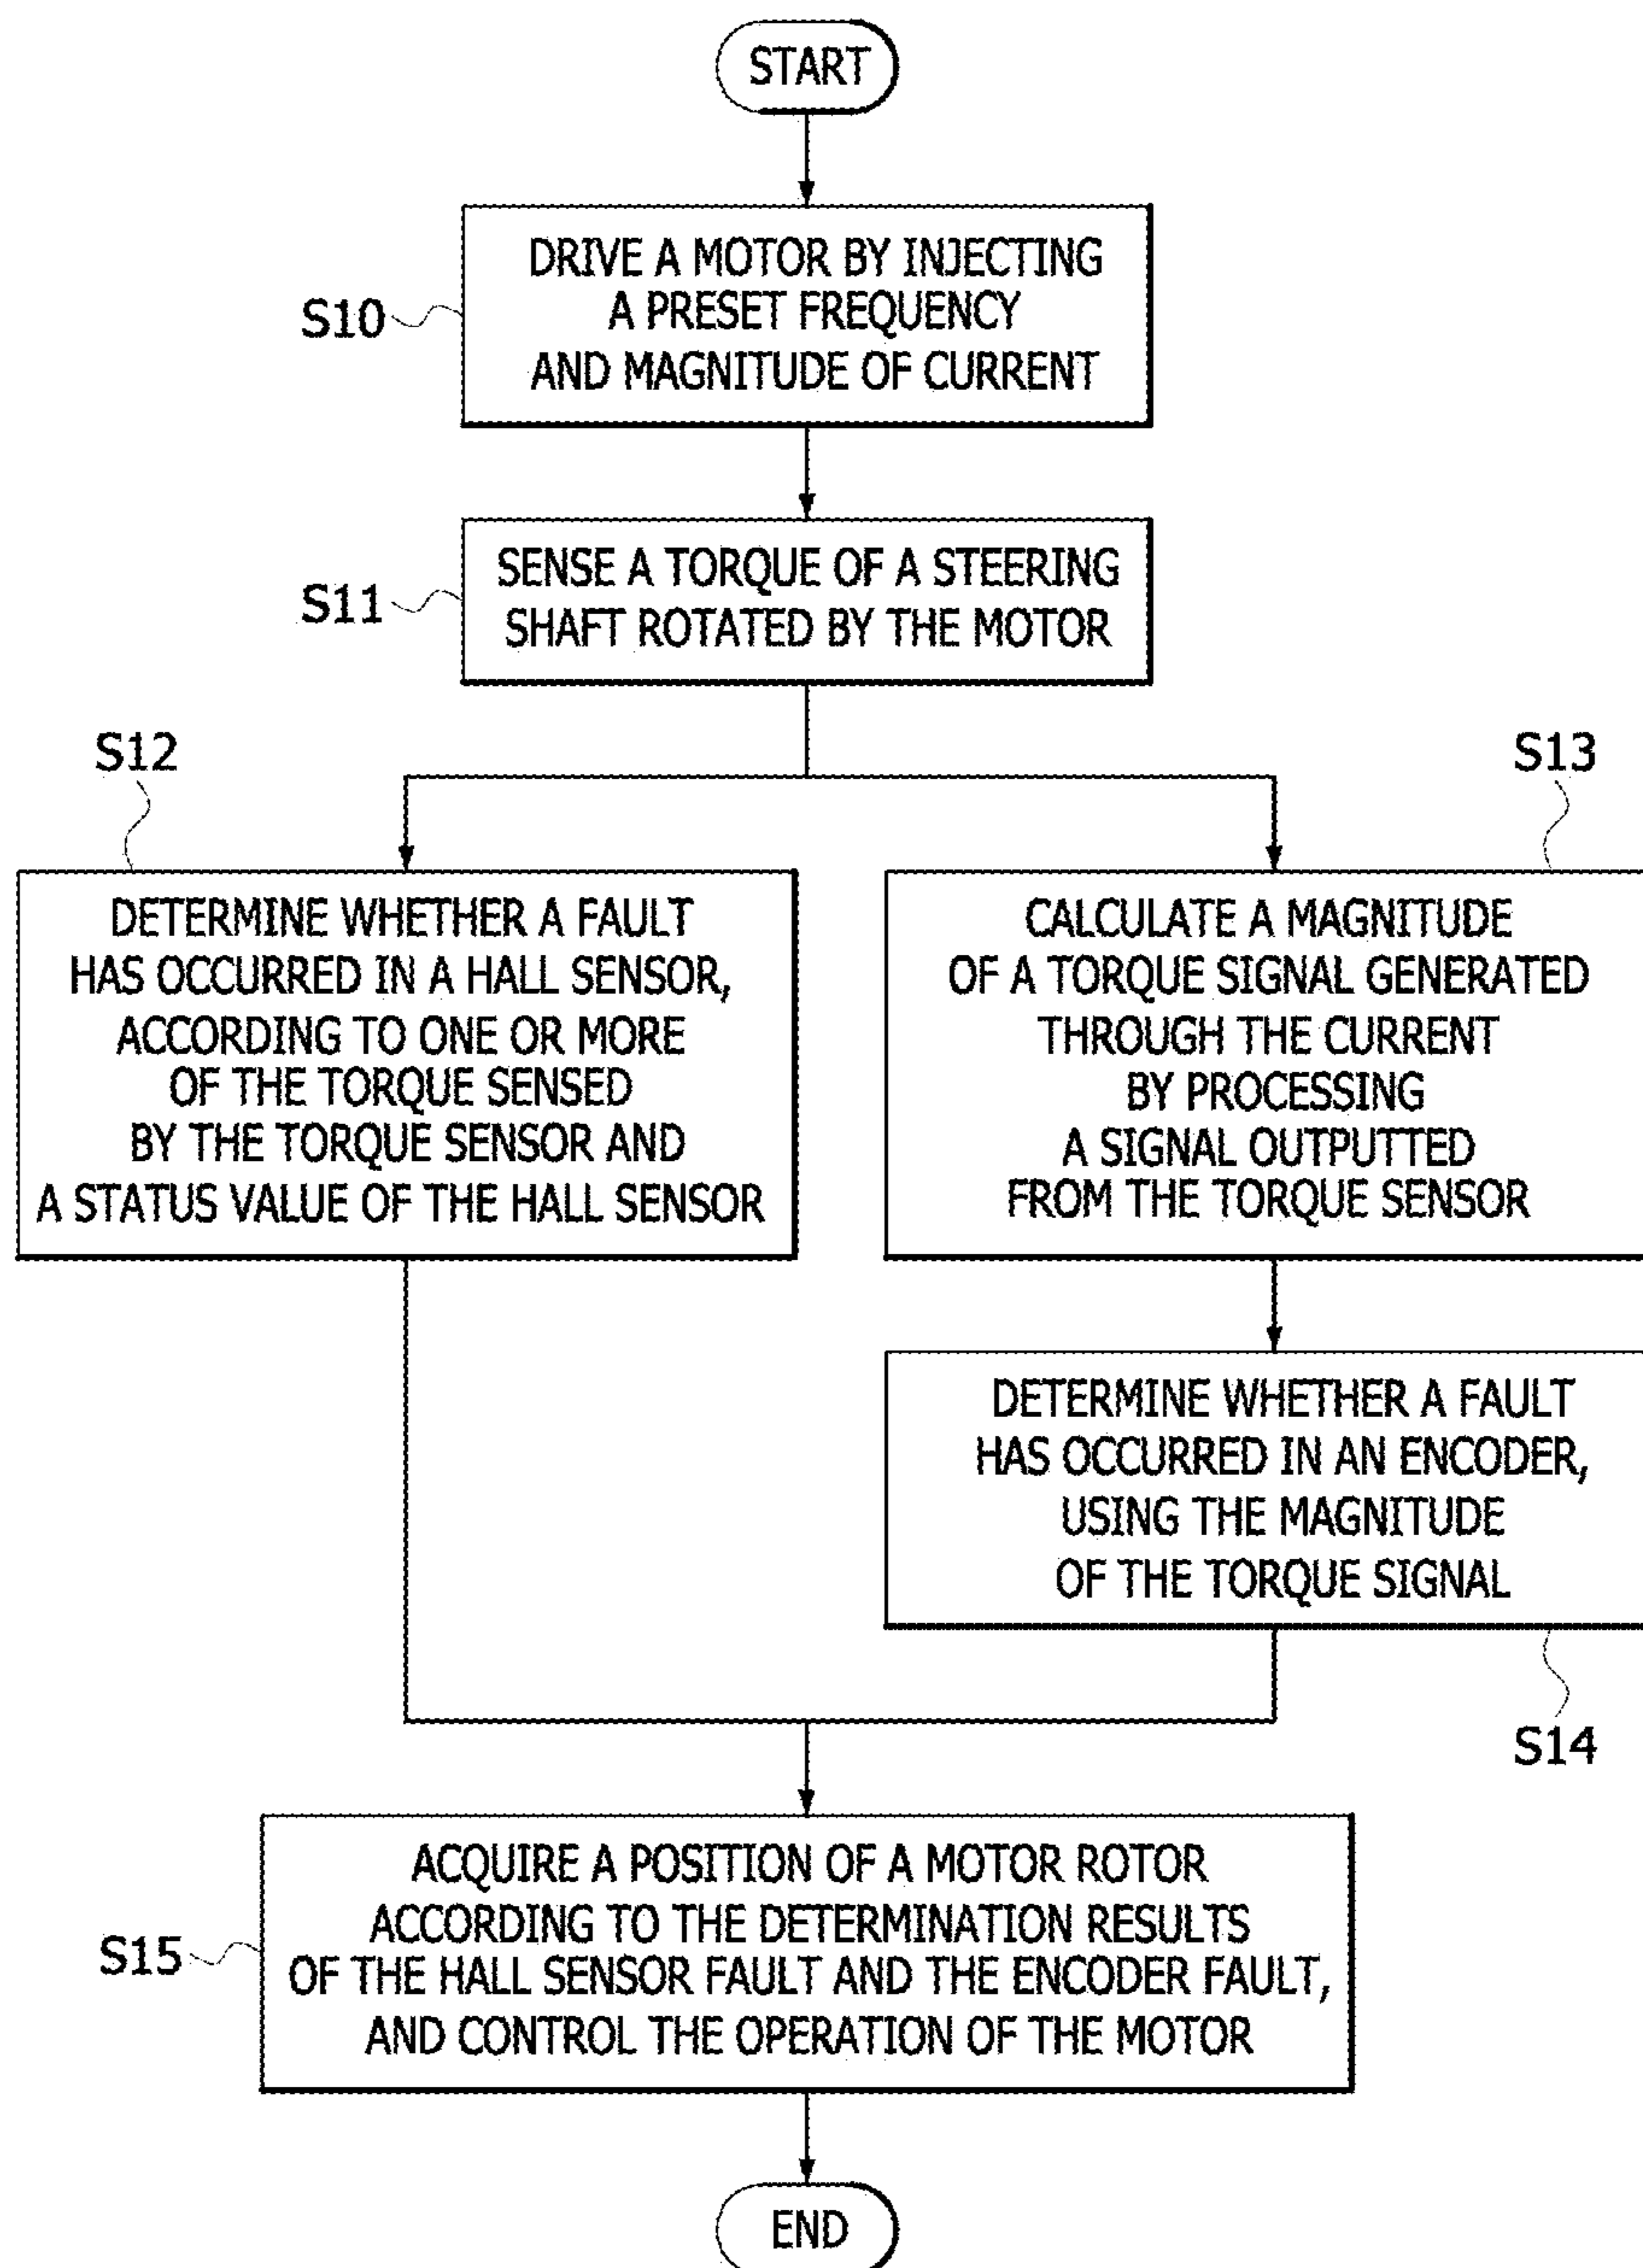 START
DRIVE A MOTOR BY INJECTING
A PRESET FREQUENCY
AND MAGNITUDE OF CURRENT
S10
SENSE A TORQUE OF A STEERING
SHAFT ROTATED BY THE MOTOR
S11
S12
DETERMINE WHETHER A FAULT
HAS OCCURRED IN A HALL SENSOR,
ACCORDING TO ONE OR MORE
OF THE TORQUE SENSED
BY THE TORQUE SENSOR AND
A STATUS VALUE OF THE HALL SENSOR
S13
CALCULATE A MAGNITUDE
OF A TORQUE SIGNAL GENERATED
THROUGH THE CURRENT
BY PROCESSING
A SIGNAL OUTPUTTED
FROM THE TORQUE SENSOR
DETERMINE WHETHER A FAULT
HAS OCCURRED IN AN ENCODER,
USING THE MAGNITUDE
OF THE TORQUE SIGNAL
S14
ACQUIRE A POSITION OF A MOTOR ROTOR
ACCORDING TO THE DETERMINATION RESULTS
OF THE HALL SENSOR FAULT AND THE ENCODER FAULT,
AND CONTROL THE OPERATION OF THE MOTOR
S15
END